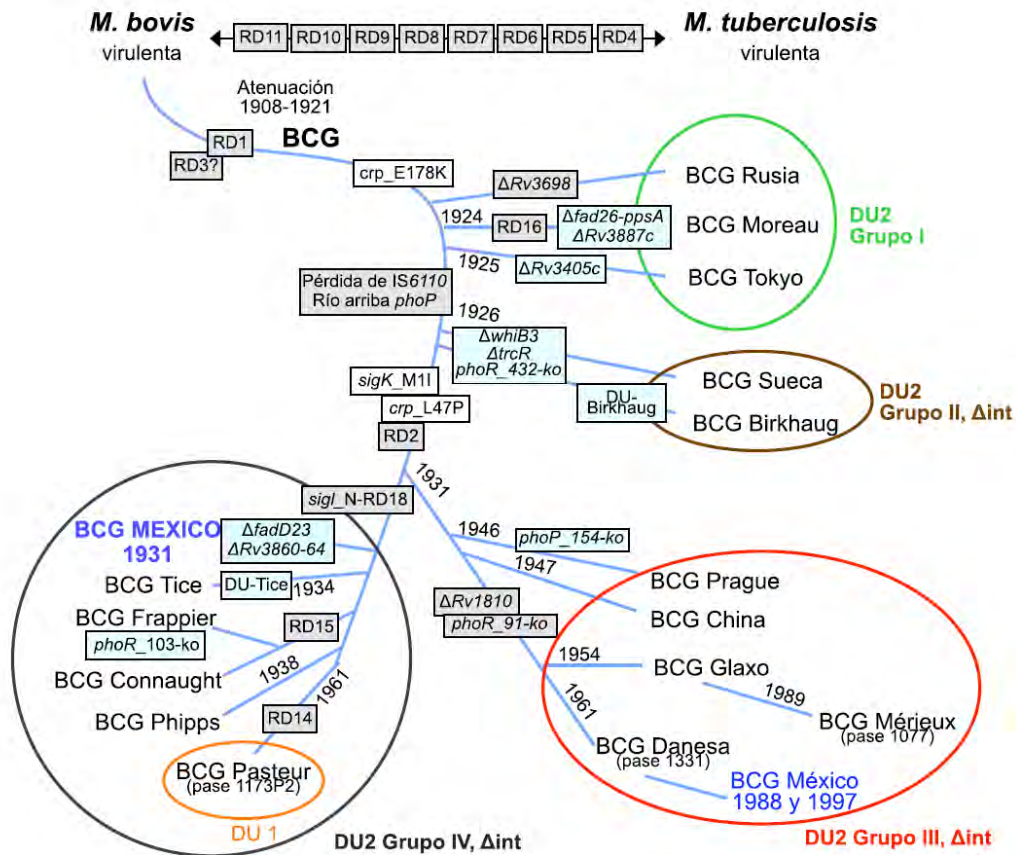 M. bovis
virulenta
RD11 RD10 RD9 RD8 RD7 RD6 RD5 RD4
M. tuberculosis
virulenta
Atenuación
1908-1921
BCG
RD1
RD3?
crp_E178K
ΔRv3698
BCG Rusia
1924
RD16
Δfad26-ppsA
ΔRv3887c
BCG Moreau
DU2
Grupo I
1925
ΔRv3405c
BCG Tokyo
Pérdida de IS6110
Río arriba phoP
1926
ΔwhiB3
ΔtrcR
phoR_432-ko
BCG Sueca
DU-
Birkhaug
BCG Birkhaug
DU2
Grupo II, Δint
sigK_M1I
crp_L47P
RD2
1931
sigI_N-RD18
BCG MEXICO
1931
ΔfadD23
ΔRv3860-64
BCG Tice
DU-Tice
1934
BCG Frappier
RD15
phoR_103-ko
BCG Connaught
1938
BCG Phipps
1961
RD14
BCG Pasteur
(pase 1173P2)
DU 1
DU2 Grupo IV, Δint
1946
phoP_154-ko
1947
BCG Prague
BCG China
ΔRv1810
phoR_91-ko
1954
BCG Glaxo
1989
1961
BCG Mérieux
(pase 1077)
BCG Danesa
(pase 1331)
BCG México
1988 y 1997
DU2 Grupo III, Δint